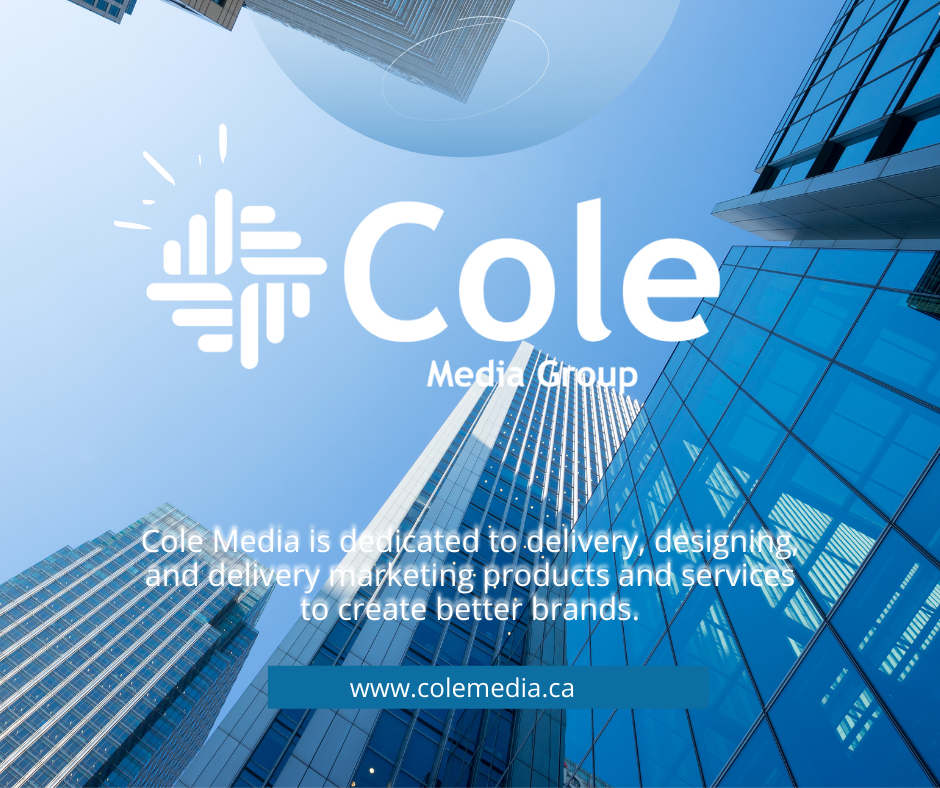 Cole
Media Group
Cole Media is dedicated to delivery, designing,
and delivery marketing products and services
to create better brands.
www.colemedia.ca